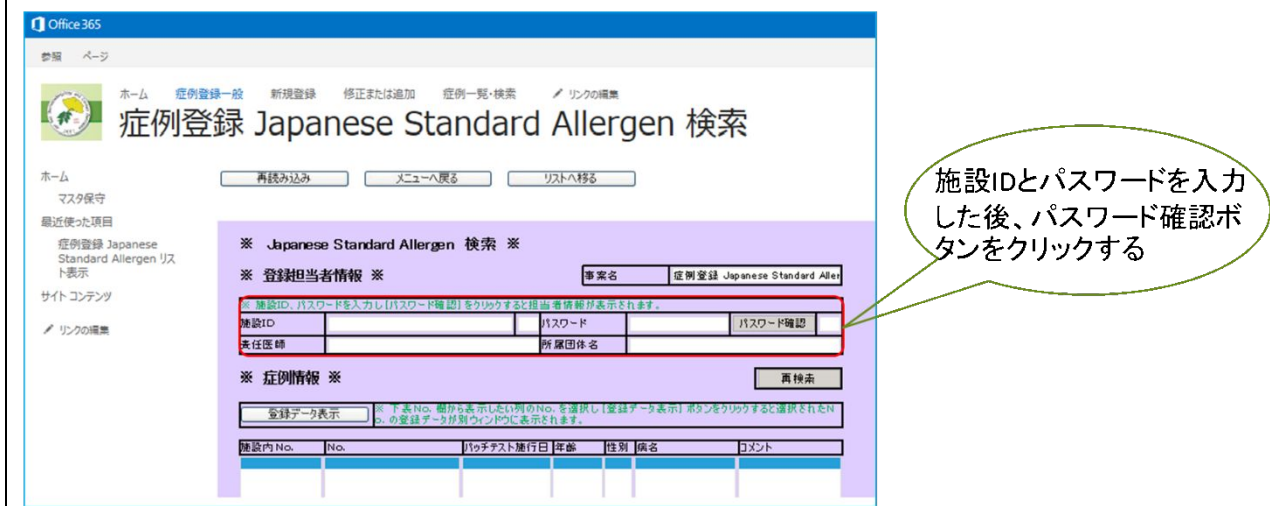 Office 365
参照 ページ
ホーム 症例登録一般 新規登録 修正または追加 症例一覧・検索 リンクの編集
症例登録 Japanese Standard Allergen 検索
ホーム
マスタ保守
最近使った項目
症例登録 Japanese
Standard Allergen リス
ト表示
サイト コンテンツ
リンクの編集
再読み込み メニューへ戻る リストへ移る
※ Japanese Standard Allergen 検索 ※
※ 登録担当者情報 ※ 事案名 症例登録 Japanese Standard Aller
※ 施設ID、パスワードを入力し[パスワード確認]をクリックすると担当者情報が表示されます。
施設ID パスワード パスワード確認
責任医師 所属団体名
※ 症例情報 ※ 再検索
登録データ表示 ※ 下表No. 欄から表示したい列のNo. を選択し[登録データ表示] ボタンをクリックすると選択されたN
o. の登録データが別ウィンドウに表示されます。
施設内No. No. パッチテスト施行日 年齢 性別 病名 コメント
施設IDとパスワードを入力
した後、パスワード確認ボ
タンをクリックする